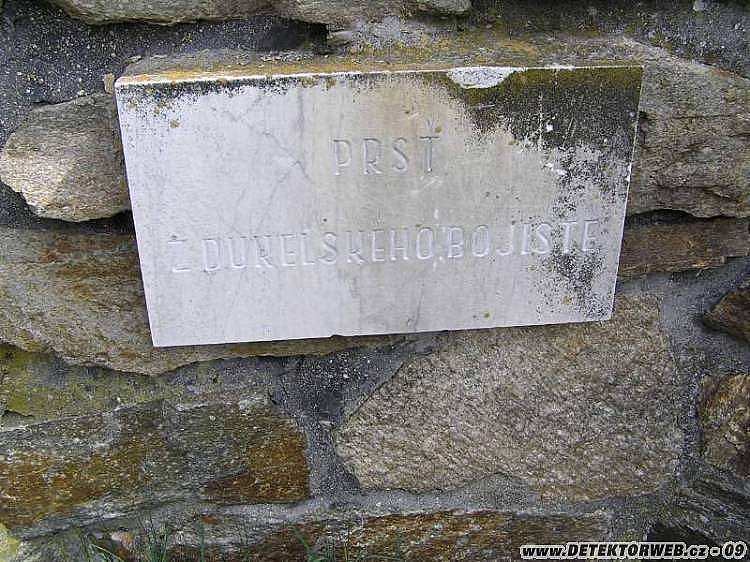 PRST
Z DUKELSKÉHO BOJIŠTĚ
www.DETEKTORWEB.cz - 09